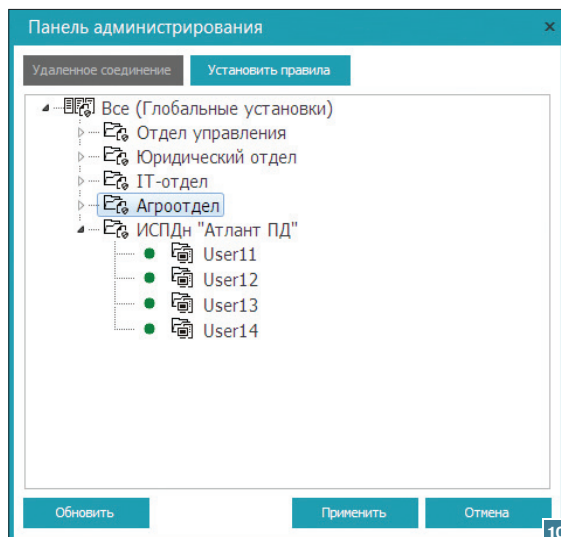 Панель администрирования
×
Удаленное соединение Установить правила
Все (Глобальные установки)
Отдел управления
Юридический отдел
IT-отдел
Агроотдел
ИСПДн "Атлант ПД"
User11
User12
User13
User14
Обновить Применить Отмена